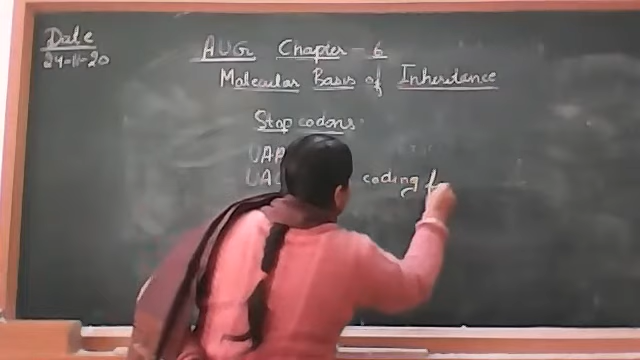 Date
24-11-20
AUG Chapter - 6
Molecular Basis of Inheritance
Stop codons
coding